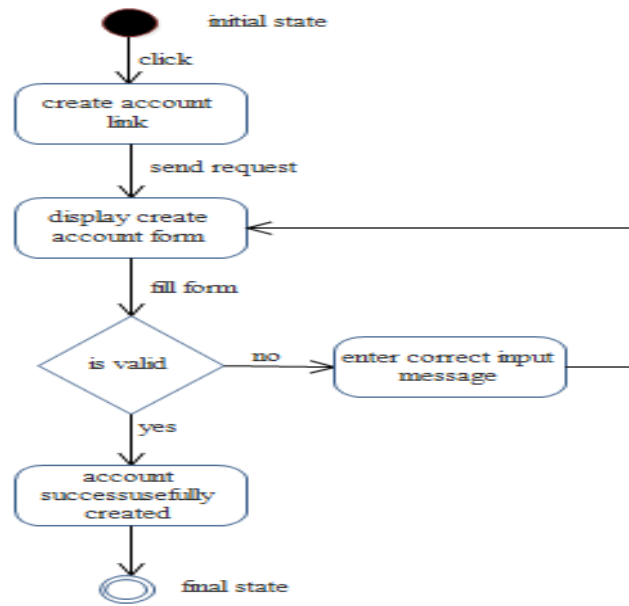 initial state
click
create account
link
send request
display create
account form
fill form
is valid
no
enter correct input
message
yes
account
successusefully
created
final state